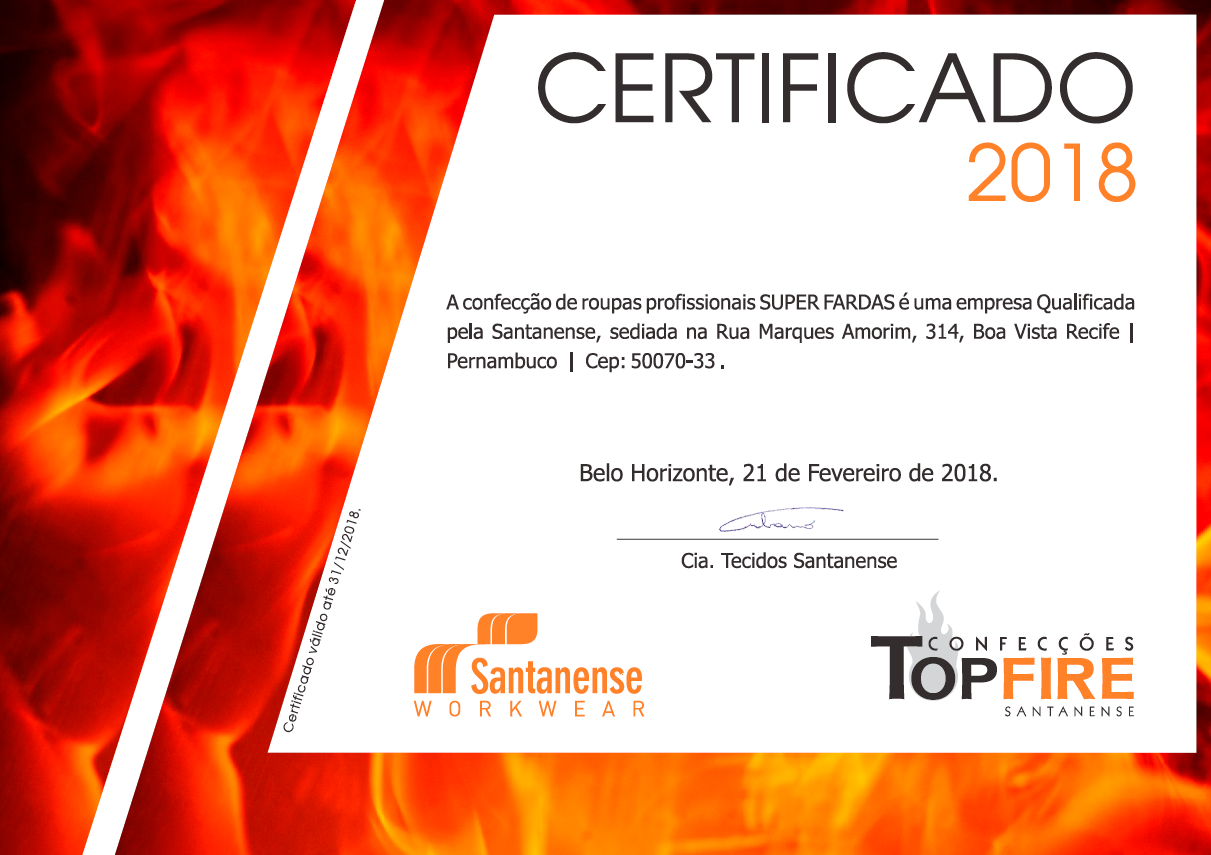 CERTIFICADO
2018
A confecção de roupas profissionais SUPER FARDAS é uma empresa Qualificada
pela Santanense, sediada na Rua Marques Amorim, 314, Boa Vista Recife |
Pernambuco | Cep: 50070-33 .
Belo Horizonte, 21 de Fevereiro de 2018.
Cia. Tecidos Santanense
Certificado válido até 31/12/2018.
Santanense
WORKWEAR
CONFECÇÕES
TOPFIRE
SANTANENSE